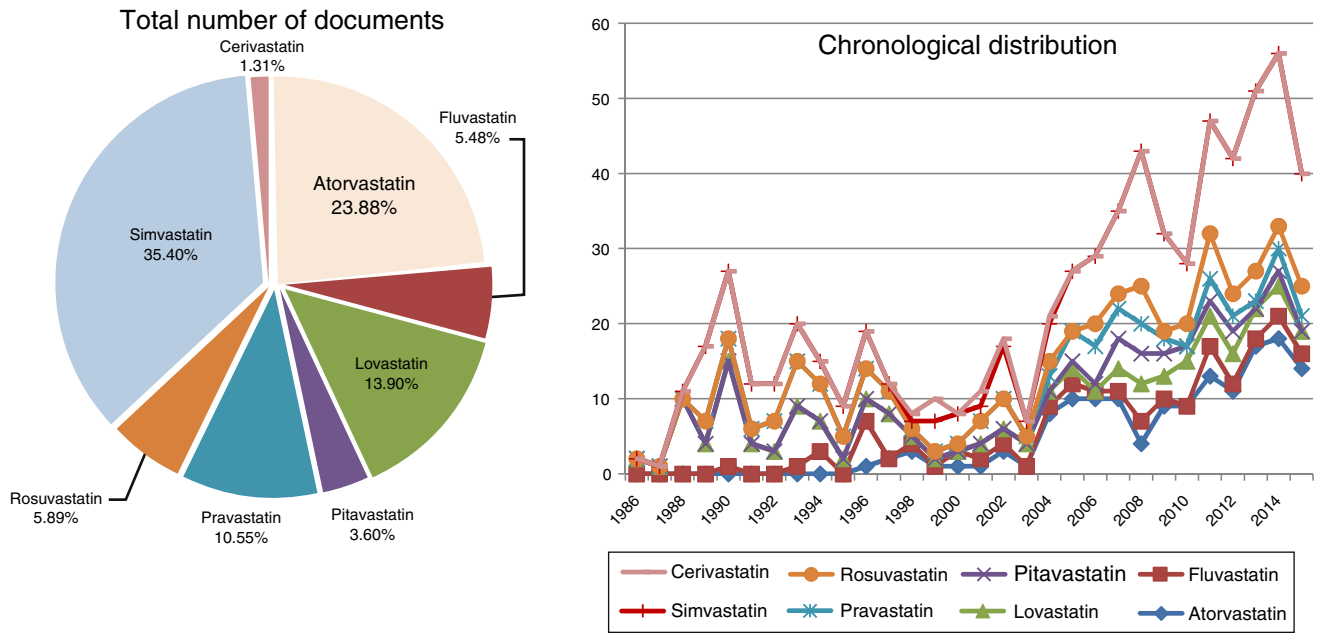 Total number of documents
Cerivastatin
1.31%
Fluvastatin
5.48%
Atorvastatin
23.88%
Simvastatin
35.40%
Lovastatin
13.90%
Rosuvastatin
5.89%
Pravastatin
10.55%
Pitavastatin
3.60%
Chronological distribution
60
50
40
30
20
10
0
1986
1988
1990
1992
1994
1996
1998
2000
2002
2004
2006
2008
2010
2012
2014
Cerivastatin Rosuvastatin Pitavastatin Fluvastatin
Simvastatin Pravastatin Lovastatin Atorvastatin